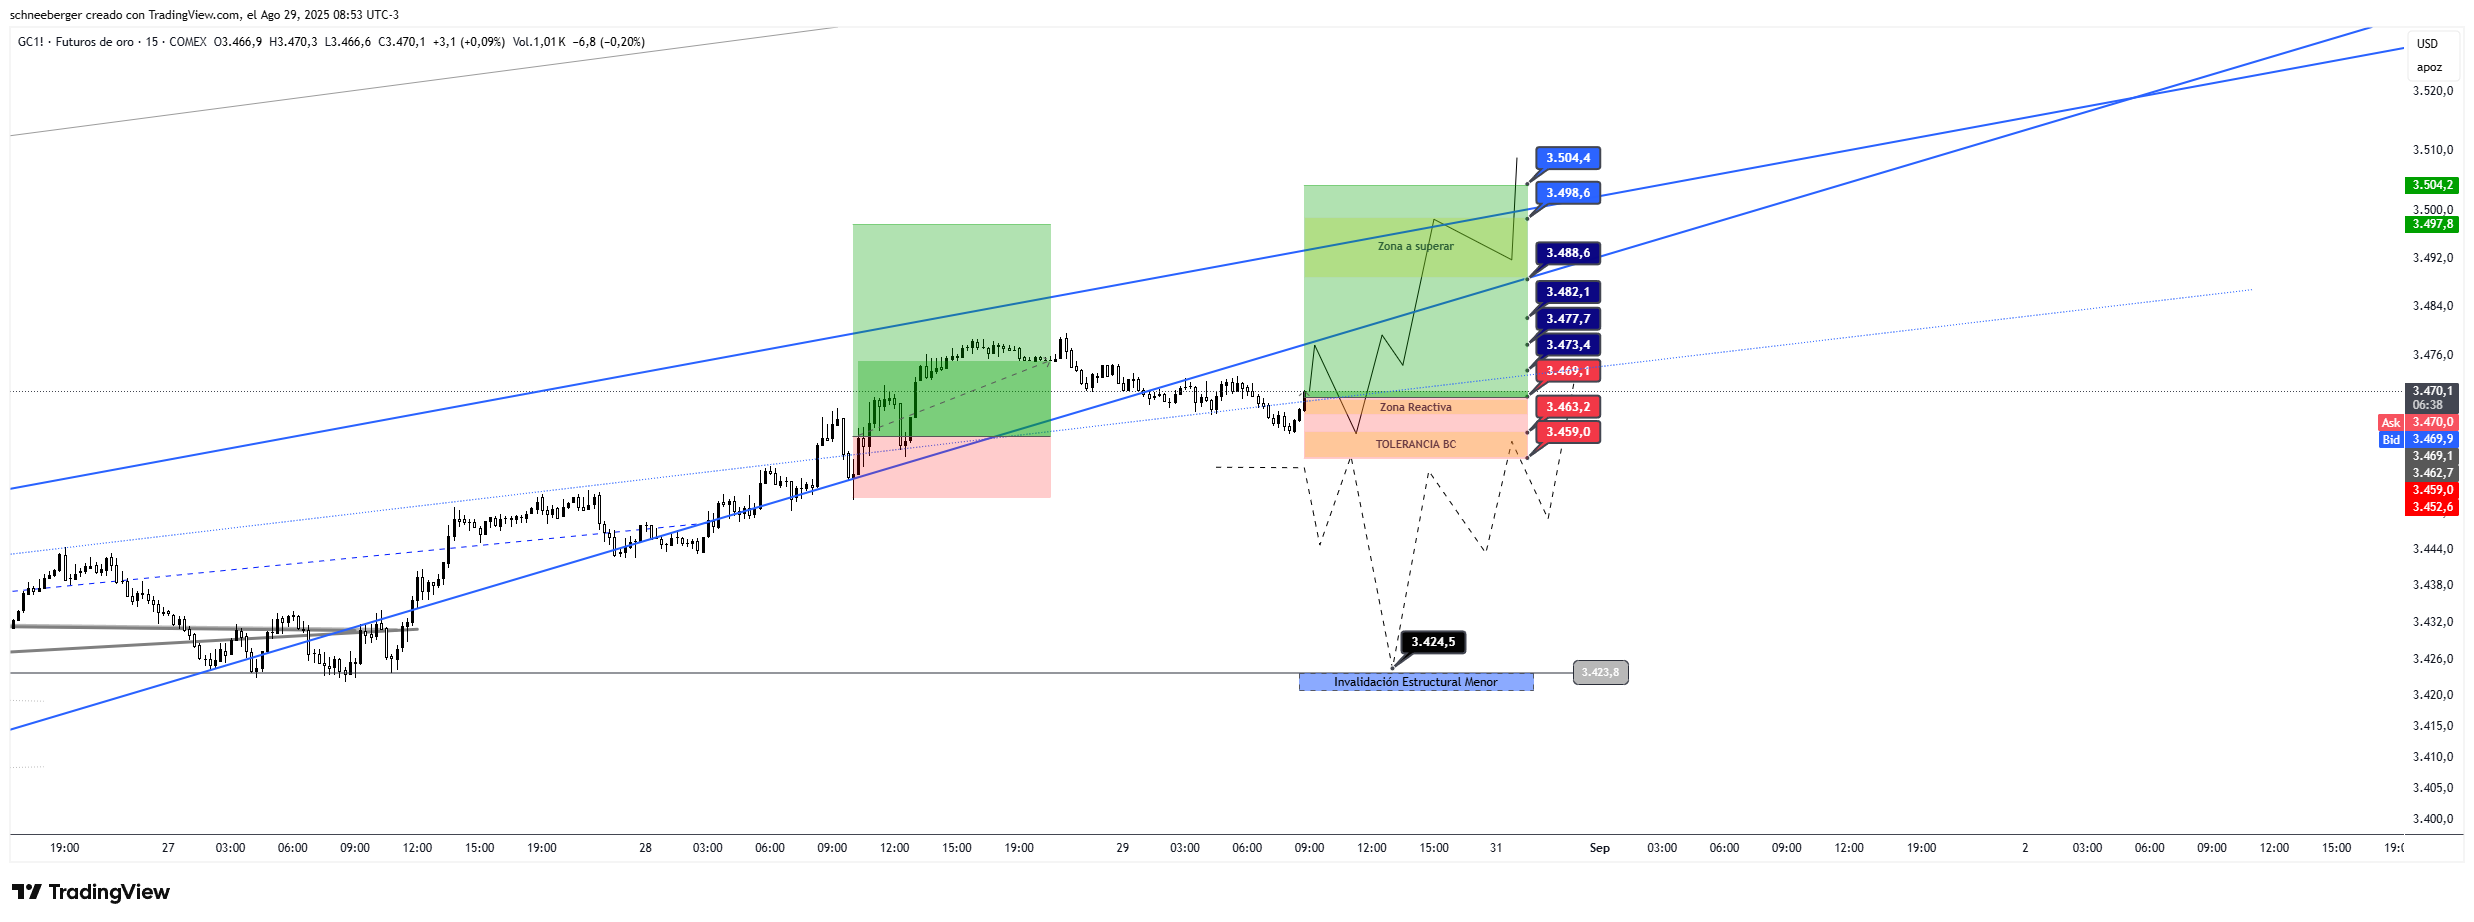 schneeberger creado con TradingView.com, el Ago 29, 2025 08:53 UTC-3
GC1! · Futuros de oro · 15 · COMEX O3.466,9 H3.470,3 L3.466,6 C3.470,1 +3,1 (+0,09%) Vol.1,01K −6,8 (−0,20%)
USD
apoz
3.520,0
3.510,0
3.504,2
3.500,0
3.497,8
3.492,0
3.484,0
3.476,0
3.470,1
06:38
Ask 3.470,0
Bid 3.469,9
3.469,1
3.462,7
3.459,0
3.452,6
3.444,0
3.438,0
3.432,0
3.426,0
3.420,0
3.415,0
3.410,0
3.405,0
3.400,0
3.504,4
3.498,6
Zona a superar
3.488,6
3.482,1
3.477,7
3.473,4
3.469,1
Zona Reactiva
3.463,2
3.459,0
TOLERANCIA BC
3.424,5
3.423,8
Invalidación Estructural Menor
19:00 27 03:00 06:00 09:00 12:00 15:00 19:00 28 03:00 06:00 09:00 12:00 15:00 19:00 29 03:00 06:00 09:00 12:00 15:00 31 Sep 03:00 06:00 09:00 12:00 15:00 19:00 2 03:00 06:00 09:00 12:00 15:00 19:0
TradingView